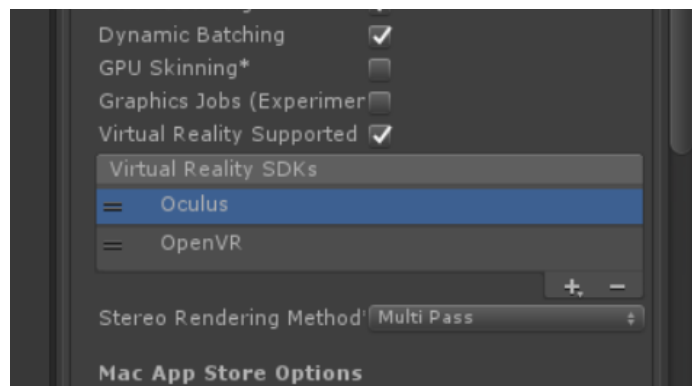 Dynamic Batching
GPU Skinning*
Graphics Jobs (Experimen
Virtual Reality Supported
Virtual Reality SDKs
Oculus
OpenVR
Stereo Rendering Method* Multi Pass
Mac App Store Options